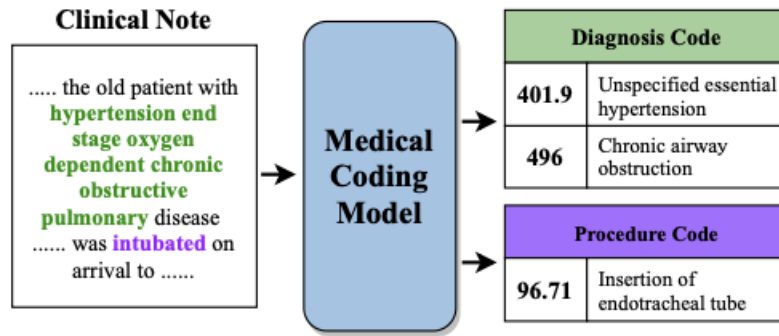 Clinical Note
..... the old patient with
hypertension end
stage oxygen
dependent chronic
obstructive
pulmonary disease
...... was intubated on
arrival to ......
Medical
Coding
Model
Diagnosis Code
401.9 Unspecified essential
hypertension
496 Chronic airway
obstruction
Procedure Code
96.71 Insertion of
endotracheal tube